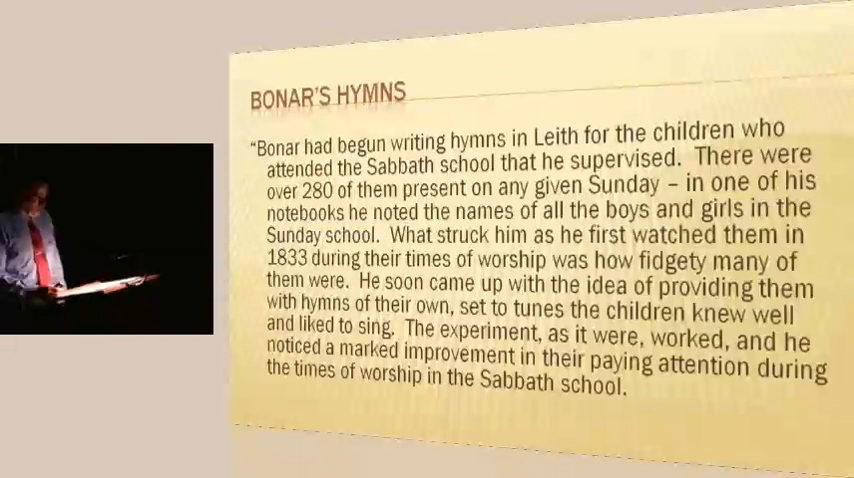 BONAR'S HYMNS
"Bonar had begun writing hymns in Leith for the children who
attended the Sabbath school that he supervised. There were
over 280 of them present on any given Sunday – in one of his
notebooks he noted the names of all the boys and girls in the
Sunday school. What struck him as he first watched them in
1833 during their times of worship was how fidgety many of
them were. He soon came up with the idea of providing them
with hymns of their own, set to tunes the children knew well
and liked to sing. The experiment, as it were, worked, and he
noticed a marked improvement in their paying attention during
the times of worship in the Sabbath school.